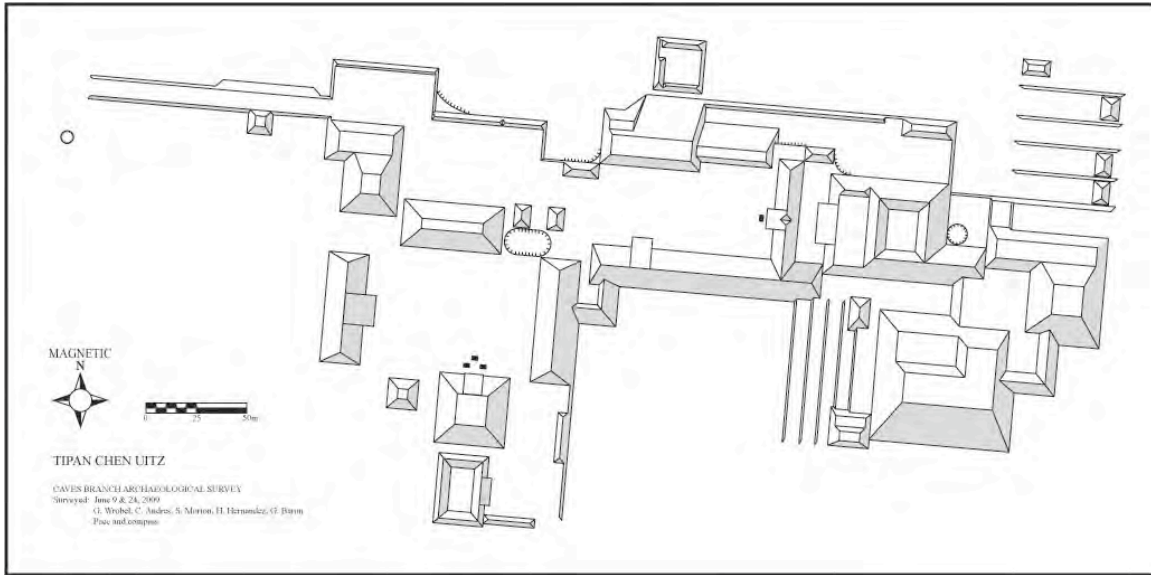 MAGNETIC
N
0 25 50m
TIPAN CHEN UITZ
CAVES BRANCH ARCHAEOLOGICAL SURVEY
Surveyed: June 9 & 24, 2009
G. Wrobel, C. Andres, S. Morton, H. Hernandez, G. Baron
Pace and compass